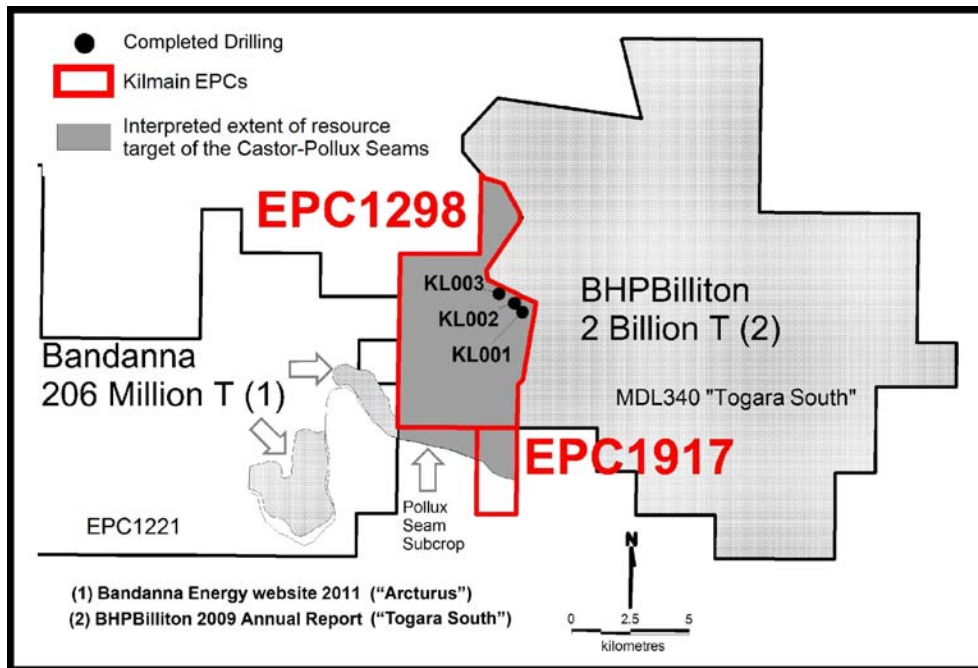 Completed Drilling
Kilmain EPCs
Interpreted extent of resource
target of the Castor-Pollux Seams
EPC1298
KL003
KL002
KL001
BHPBilliton
2 Billion T (2)
MDL340 "Togara South"
Bandanna
206 Million T (1)
EPC1917
EPC1221
Pollux
Seam
Subcrop
N
0 2.5 5
kilometres
(1) Bandanna Energy website 2011 (“Arcturus”)
(2) BHPBilliton 2009 Annual Report (“Togara South”)